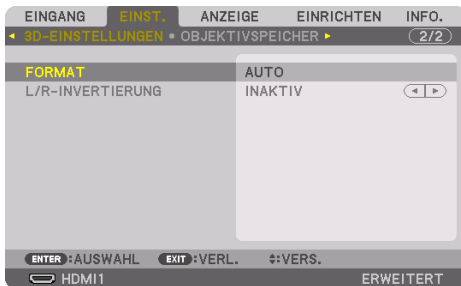 EINGANG EINST. ANZEIGE EINRICHTEN INFO.
3D-EINSTELLUNGEN • OBJEKTIVSPEICHER 2/2
FORMAT AUTO
L/R-INVERTIERUNG INAKTIV
ENTER :AUSWAHL EXIT :VERL. :VERS.
HDMI1 ERWEITERT